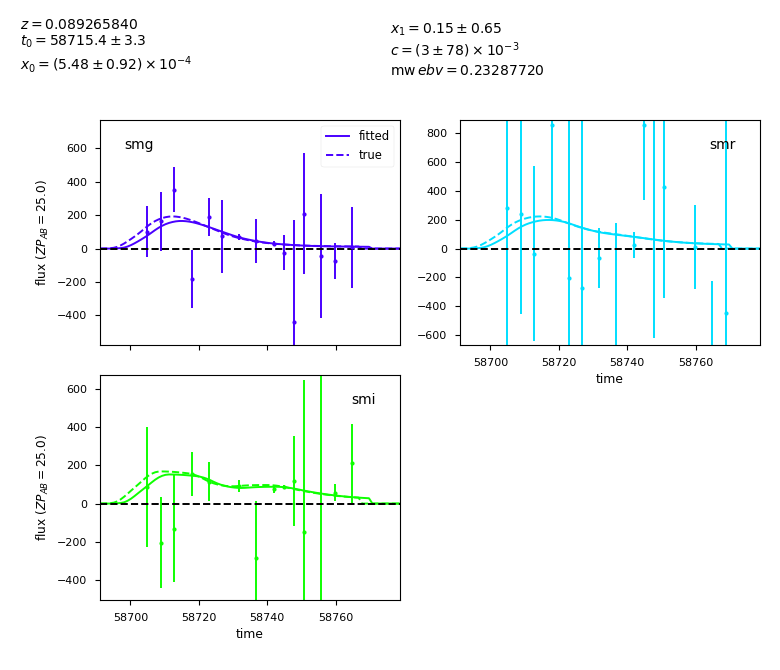 z = 0.089265840
t₀ = 58715.4 ± 3.3
x₀ = (5.48 ± 0.92) × 10⁻⁴
x₁ = 0.15 ± 0.65
c = (3 ± 78) × 10⁻³
mw ebv = 0.23287720
smg
fitted
true
600
400
200
0
−200
−400
flux (ZP_AB = 25.0)
smr
800
600
400
200
0
−200
−400
−600
58700 58720 58740 58760
time
smi
600
400
200
0
−200
−400
flux (ZP_AB = 25.0)
58700 58720 58740 58760
time